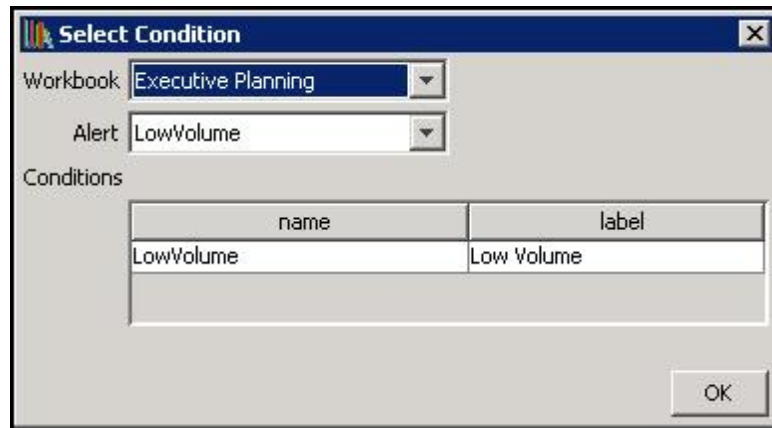 Select Condition
Workbook Executive Planning
Alert LowVolume
Conditions
name label
LowVolume Low Volume
OK